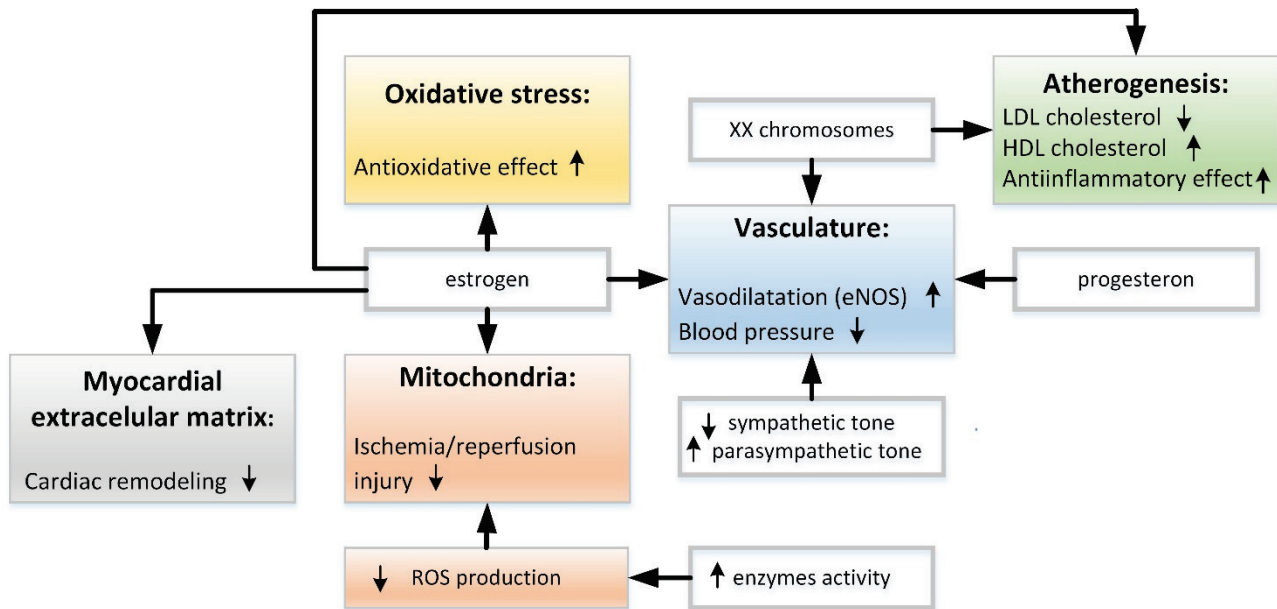 Oxidative stress:
Antioxidative effect ↑
XX chromosomes
Atherogenesis:
LDL cholesterol ↓
HDL cholesterol ↑
Antiinflammatory effect ↑
estrogen
Vasculature:
Vasodilatation (eNOS) ↑
Blood pressure ↓
progesteron
Myocardial
extracelular matrix:
Cardiac remodeling ↓
Mitochondria:
Ischemia/reperfusion
injury ↓
↓ sympathetic tone
↑ parasympathetic tone
↓ ROS production
↑ enzymes activity